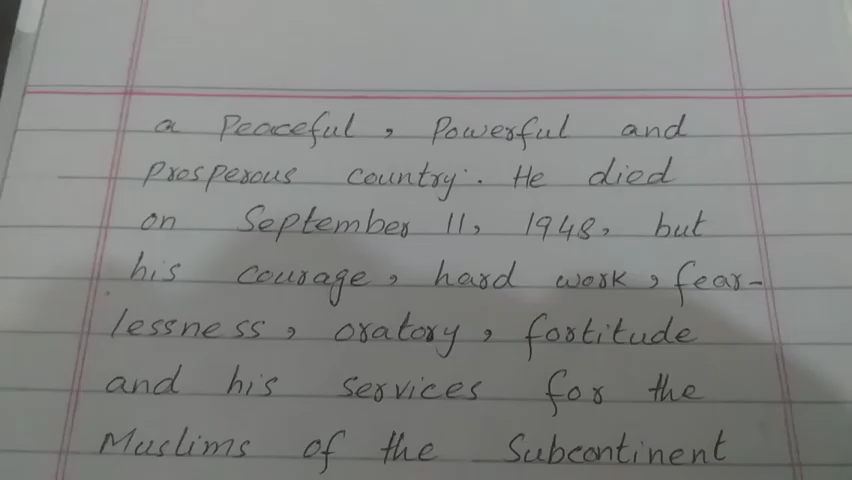 a Peaceful, Powerful and
Prosperous country. He died
on September 11, 1948, but
his courage, hard work, fear-
lessness, oratory, fortitude
and his services for the
Muslims of the Subcontinent